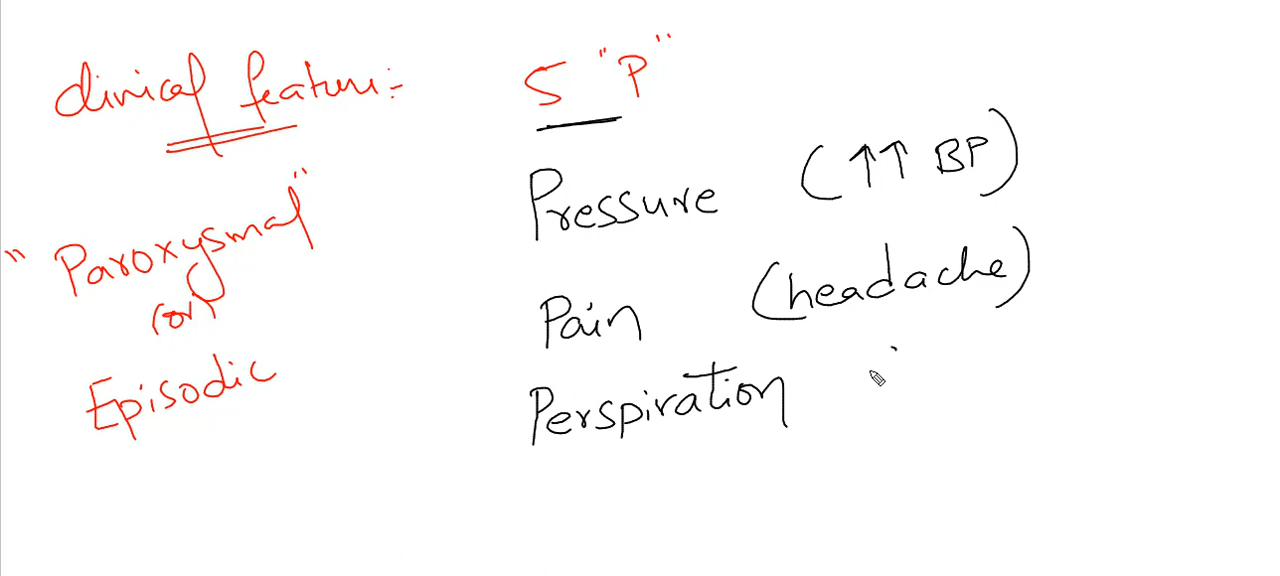 clinical feature:-
"Paroxysmal"
(or)
Episodic
5 "P"
Pressure (↑↑ BP)
Pain (headache)
Perspiration